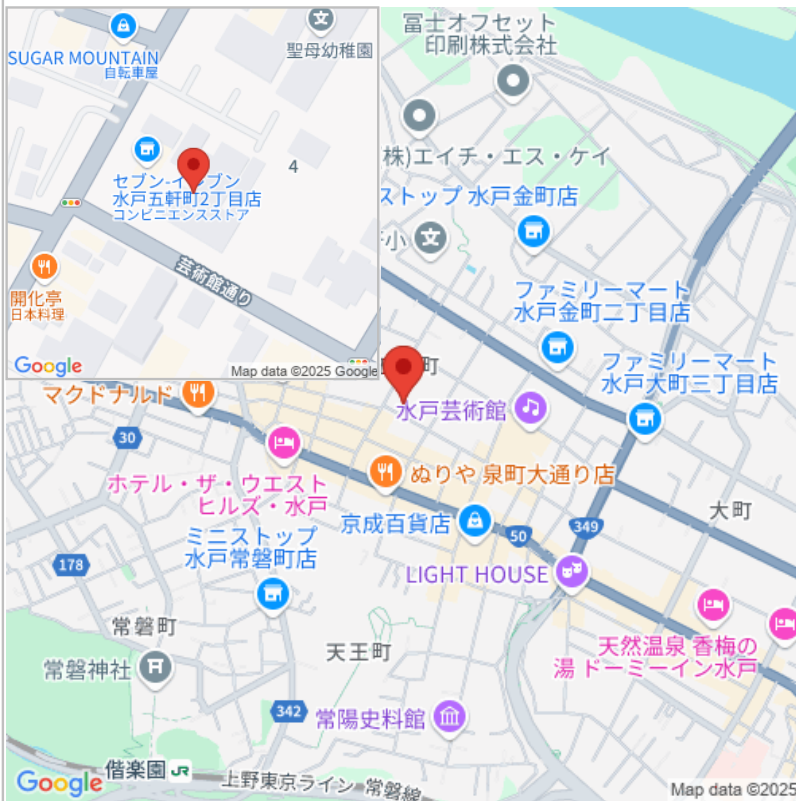 SUGAR MOUNTAIN
自転車屋
聖母幼稚園
4
セブン-イレブン
水戸五軒町2丁目店
コンビニエンスストア
芸術館通り
開化亭
日本料理
Google
Map data ©2025 Google
冨士オフセット
印刷株式会社
株)エイチ・エス・ケイ
ストップ 水戸金町店
小
ファミリーマート
水戸金町二丁目店
ファミリーマート
水戸大町三丁目店
町
マクドナルド
水戸芸術館
30
ホテル・ザ・ウエスト
ヒルズ・水戸
ぬりや 泉町大通り店
大町
京成百貨店
50
349
ミニストップ
水戸常磐町店
178
LIGHT HOUSE
常磐町
天王町
天然温泉 香梅の
湯 ドーミーイン水戸
常磐神社
342
常陽史料館
偕楽園
JR
上野東京ライン 常磐線
Google
Map data ©2025